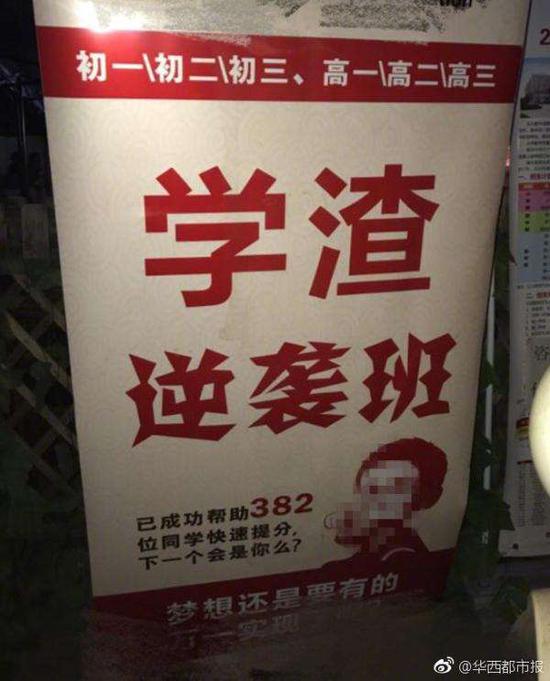 初一\初二\初三、高一\高二\高三
学渣
逆袭班
已成功帮助382
位同学快速提分,
下一个会是你么?
梦想还是要有的
实现
@华西都市报